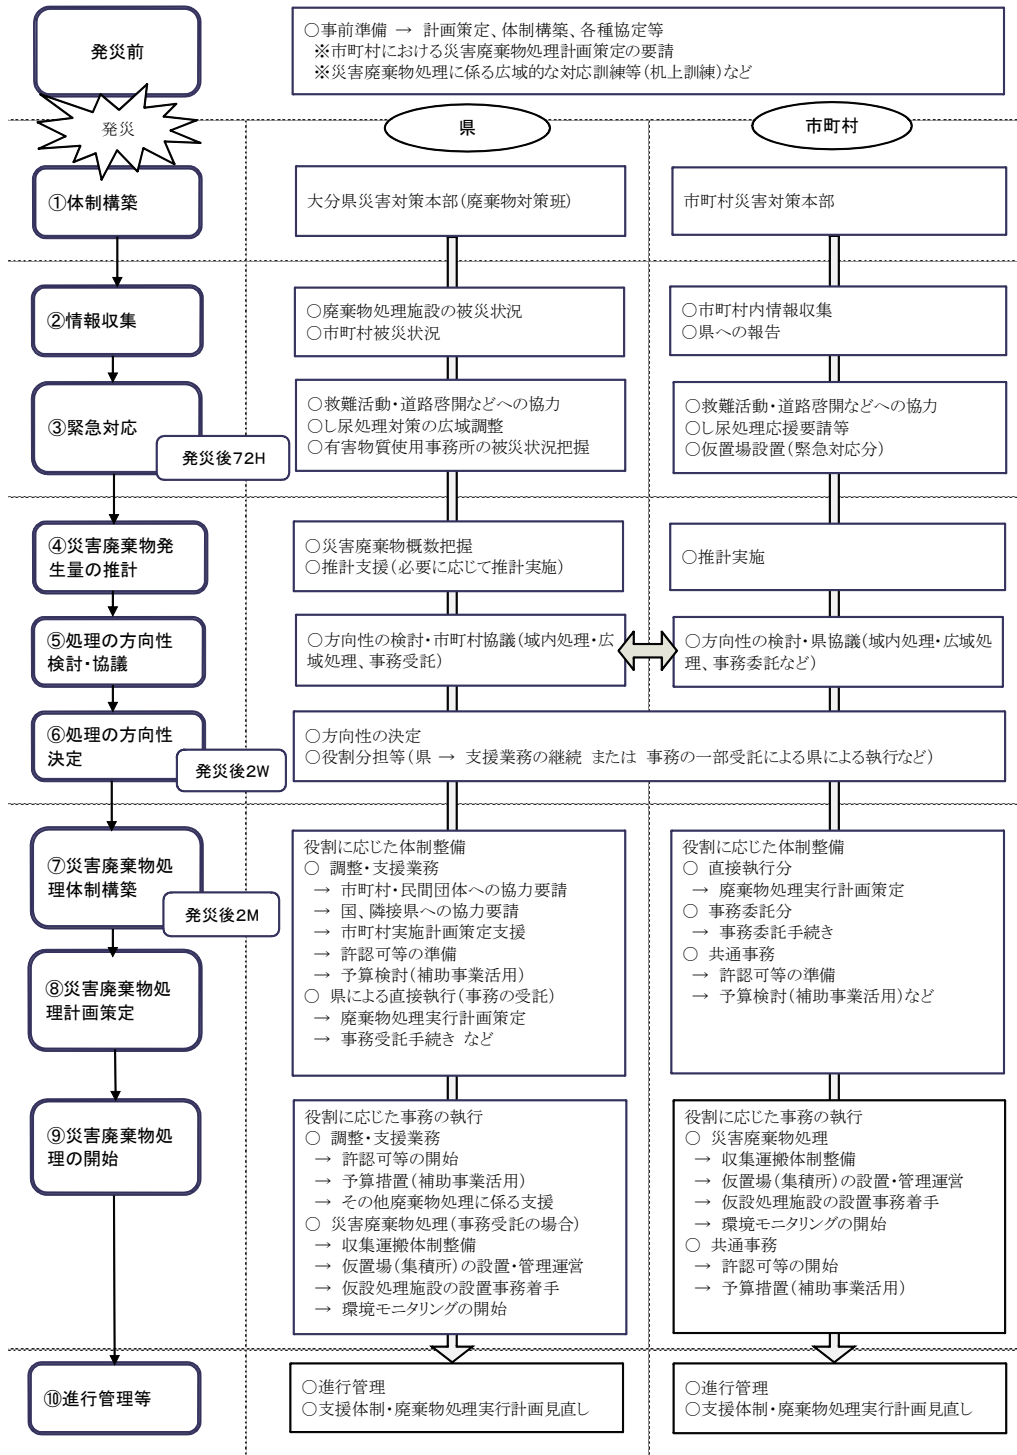 発災前
○事前準備 → 計画策定、体制構築、各種協定等
※市町村における災害廃棄物処理計画策定の要請
※災害廃棄物処理に係る広域的な対応訓練等(机上訓練)など
発災
県
市町村
①体制構築
大分県災害対策本部(廃棄物対策班)
市町村災害対策本部
②情報収集
○廃棄物処理施設の被災状況
○市町村被災状況
○市町村内情報収集
○県への報告
③緊急対応
発災後72H
○救難活動・道路啓開などへの協力
○し尿処理対策の広域調整
○有害物質使用事務所の被災状況把握
○救難活動・道路啓開などへの協力
○し尿処理応援要請等
○仮置場設置(緊急対応分)
④災害廃棄物発
生量の推計
○災害廃棄物概数把握
○推計支援(必要に応じて推計実施)
○推計実施
⑤処理の方向性
検討・協議
○方向性の検討・市町村協議(域内処理・広
域処理、事務受託)
○方向性の検討・県協議(域内処理・広域処
理、事務委託など)
⑥処理の方向性
決定
発災後2W
○方向性の決定
○役割分担等(県 → 支援業務の継続 または 事務の一部受託による県による執行など)
⑦災害廃棄物処
理体制構築
発災後2M
役割に応じた体制整備
○ 調整・支援業務
→ 市町村・民間団体への協力要請
→ 国、隣接県への協力要請
→ 市町村実施計画策定支援
→ 許認可等の準備
→ 予算検討(補助事業活用)
○ 県による直接執行(事務の受託)
→ 廃棄物処理実行計画策定
→ 事務受託手続き など
役割に応じた体制整備
○ 直接執行分
→ 廃棄物処理実行計画策定
○ 事務委託分
→ 事務委託手続き
○ 共通事務
→ 許認可等の準備
→ 予算検討(補助事業活用)など
⑧災害廃棄物処
理計画策定
⑨災害廃棄物処
理の開始
役割に応じた事務の執行
○ 調整・支援業務
→ 許認可等の開始
→ 予算措置(補助事業活用)
→ その他廃棄物処理に係る支援
○ 災害廃棄物処理(事務受託の場合)
→ 収集運搬体制整備
→ 仮置場(集積所)の設置・管理運営
→ 仮設処理施設の設置事務着手
→ 環境モニタリングの開始
役割に応じた事務の執行
○ 災害廃棄物処理
→ 収集運搬体制整備
→ 仮置場(集積所)の設置・管理運営
→ 仮設処理施設の設置事務着手
→ 環境モニタリングの開始
○ 共通事務
→ 許認可等の開始
→ 予算措置(補助事業活用)
⑩進行管理等
○進行管理
○支援体制・廃棄物処理実行計画見直し
○進行管理
○支援体制・廃棄物処理実行計画見直し